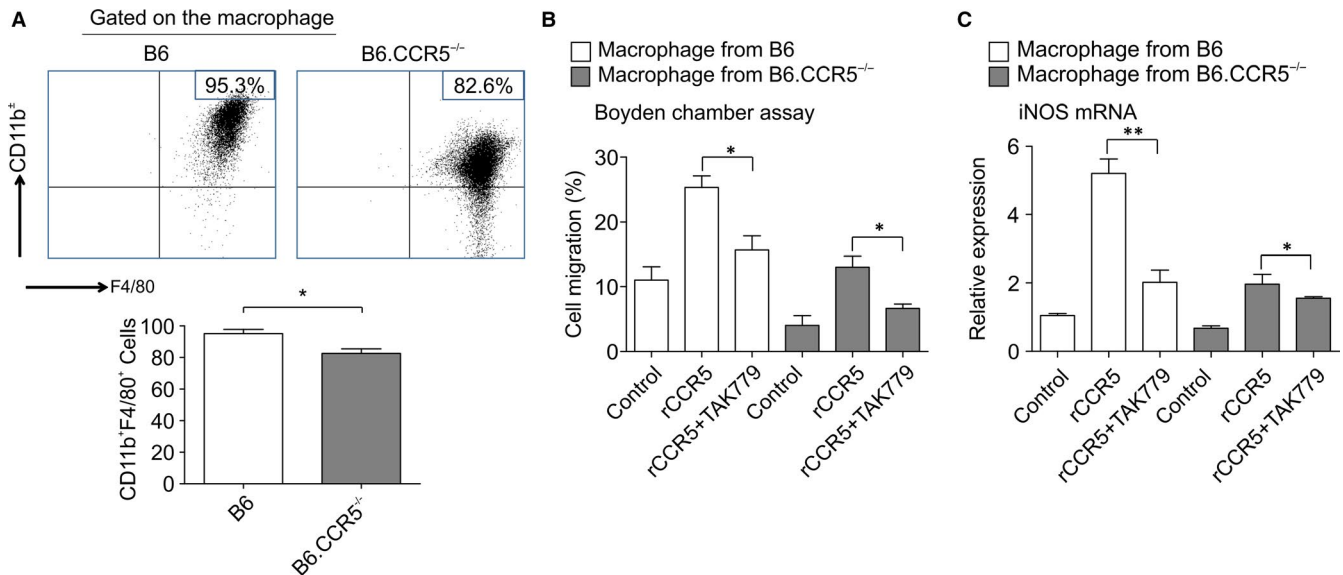 A
Gated on the macrophage
B6
B6.CCR5⁻/⁻
95.3%
82.6%
CD11b±
F4/80
*
CD11b⁺F4/80⁺ Cells
100
80
60
40
20
0
B6
B6.CCR5⁻/⁻
B
Macrophage from B6
Macrophage from B6.CCR5⁻/⁻
Boyden chamber assay
Cell migration (%)
30
20
10
0
*
*
Control
rCCR5
rCCR5+TAK779
Control
rCCR5
rCCR5+TAK779
C
Macrophage from B6
Macrophage from B6.CCR5⁻/⁻
iNOS mRNA
Relative expression
6
4
2
0
**
*
Control
rCCR5
rCCR5+TAK779
Control
rCCR5
rCCR5+TAK779